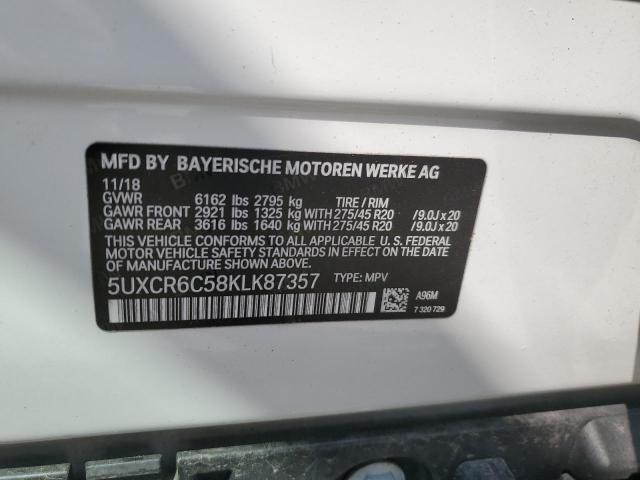 MFD BY BAYERISCHE MOTOREN WERKE AG
11/18
GVWR 6162 lbs 2795 kg TIRE / RIM
GAWR FRONT 2921 lbs 1325 kg WITH 275/45 R20 /9.0J x 20
GAWR REAR 3616 lbs 1640 kg WITH 275/45 R20 /9.0J x 20
THIS VEHICLE CONFORMS TO ALL APPLICABLE U. S. FEDERAL
MOTOR VEHICLE SAFETY STANDARDS IN EFFECT ON THE DATE
OF MANUFACTURE SHOWN ABOVE.
5UXCR6C58KLK87357 TYPE: MPV
A96M
7 320 729